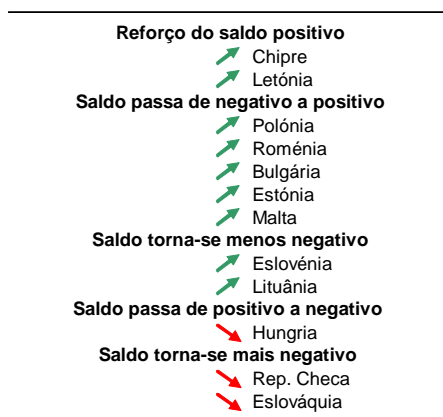 Reforço do saldo positivo
Chipre
Letónia
Saldo passa de negativo a positivo
Polónia
Roménia
Bulgária
Estónia
Malta
Saldo torna-se menos negativo
Eslovénia
Lituânia
Saldo passa de positivo a negativo
Hungria
Saldo torna-se mais negativo
Rep. Checa
Eslováquia